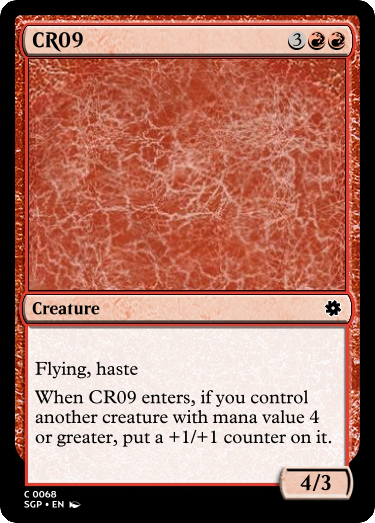 CR09 3
Creature
Flying, haste
When CR09 enters, if you control
another creature with mana value 4
or greater, put a +1/+1 counter on it.
4/3
C 0068
SGP • EN